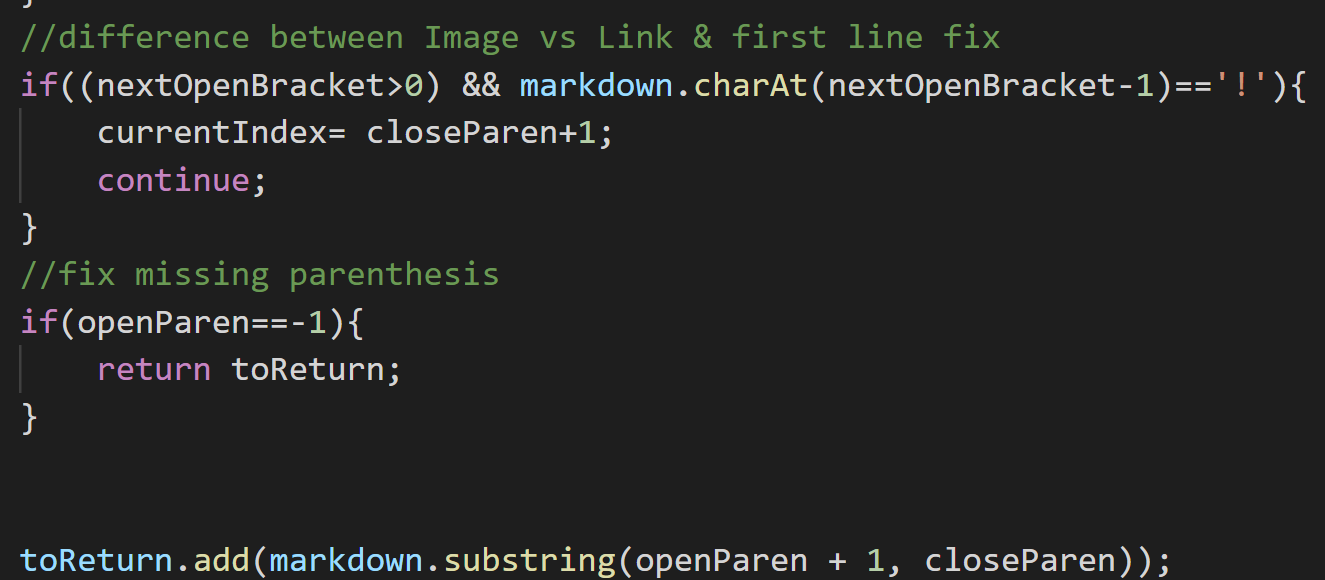 }
//difference between Image vs Link & first line fix
if((nextOpenBracket>0) && markdown.charAt(nextOpenBracket-1)=='!'){
    currentIndex= closeParen+1;
    continue;
}
//fix missing parenthesis
if(openParen==-1){
    return toReturn;
}
toReturn.add(markdown.substring(openParen + 1, closeParen));